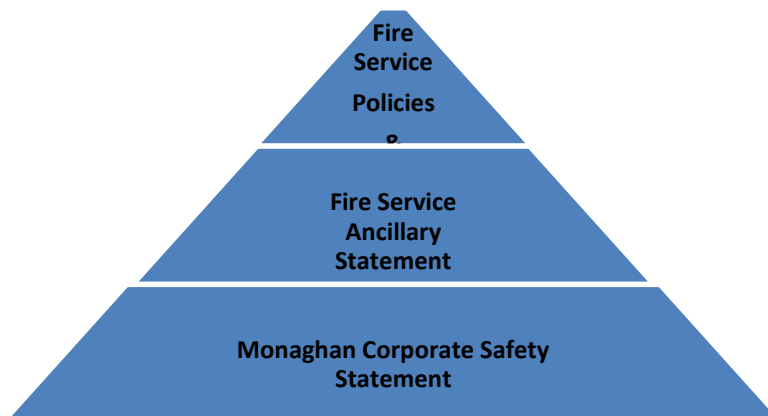 Fire
Service
Policies
&
Fire Service
Ancillary
Statement
Monaghan Corporate Safety
Statement